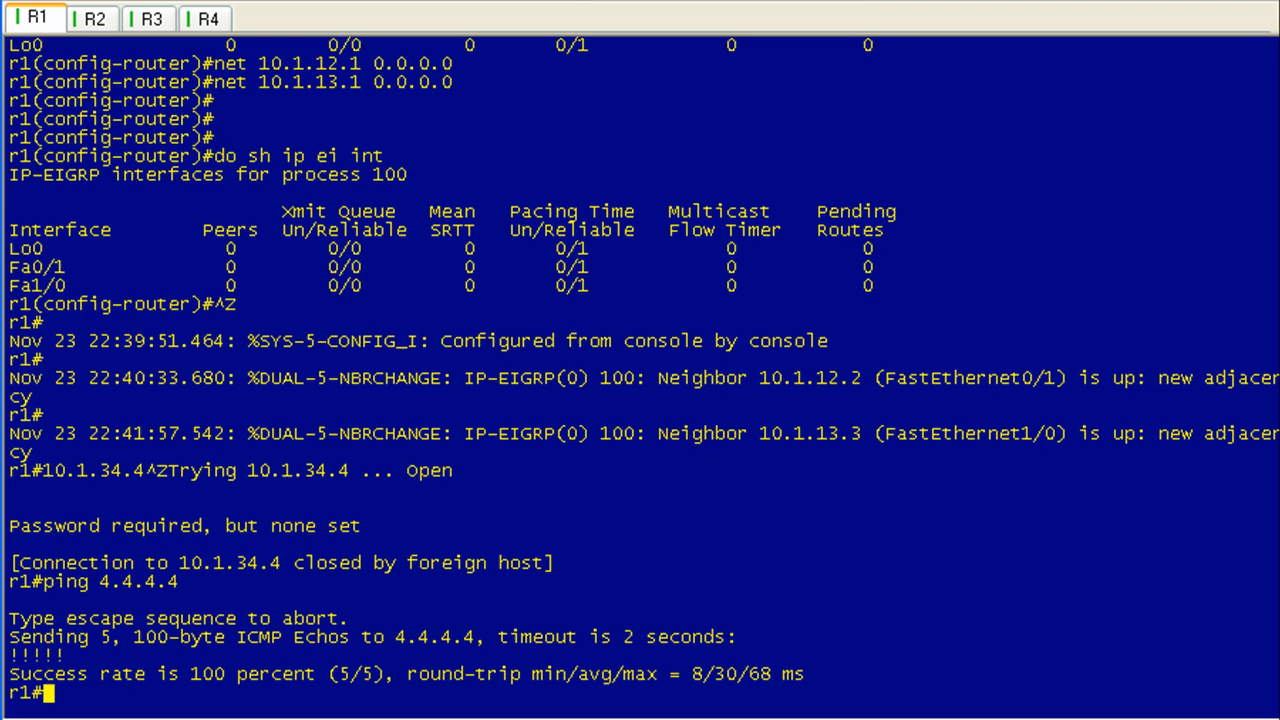 R1 R2 R3 R4
Lo0 0 0/0 0 0/1 0 0
r1(config-router)#net 10.1.12.1 0.0.0.0
r1(config-router)#net 10.1.13.1 0.0.0.0
r1(config-router)#
r1(config-router)#
r1(config-router)#
r1(config-router)#do sh ip ei int
IP-EIGRP interfaces for process 100
Xmit Queue Mean Pacing Time Multicast Pending
Interface Peers Un/Reliable SRTT Un/Reliable Flow Timer Routes
Lo0 0 0/0 0 0/1 0 0
Fa0/1 0 0/0 0 0/1 0 0
Fa1/0 0 0/0 0 0/1 0 0
r1(config-router)#^Z
r1#
Nov 23 22:39:51.464: %SYS-5-CONFIG_I: Configured from console by console
r1#
Nov 23 22:40:33.680: %DUAL-5-NBRCHANGE: IP-EIGRP(0) 100: Neighbor 10.1.12.2 (FastEthernet0/1) is up: new adjacen
cy
r1#
Nov 23 22:41:57.542: %DUAL-5-NBRCHANGE: IP-EIGRP(0) 100: Neighbor 10.1.13.3 (FastEthernet1/0) is up: new adjacen
cy
r1#10.1.34.4^ZTrying 10.1.34.4 ... Open
Password required, but none set
[Connection to 10.1.34.4 closed by foreign host]
r1#ping 4.4.4.4
Type escape sequence to abort.
Sending 5, 100-byte ICMP Echos to 4.4.4.4, timeout is 2 seconds:
!!!!!
Success rate is 100 percent (5/5), round-trip min/avg/max = 8/30/68 ms
r1#